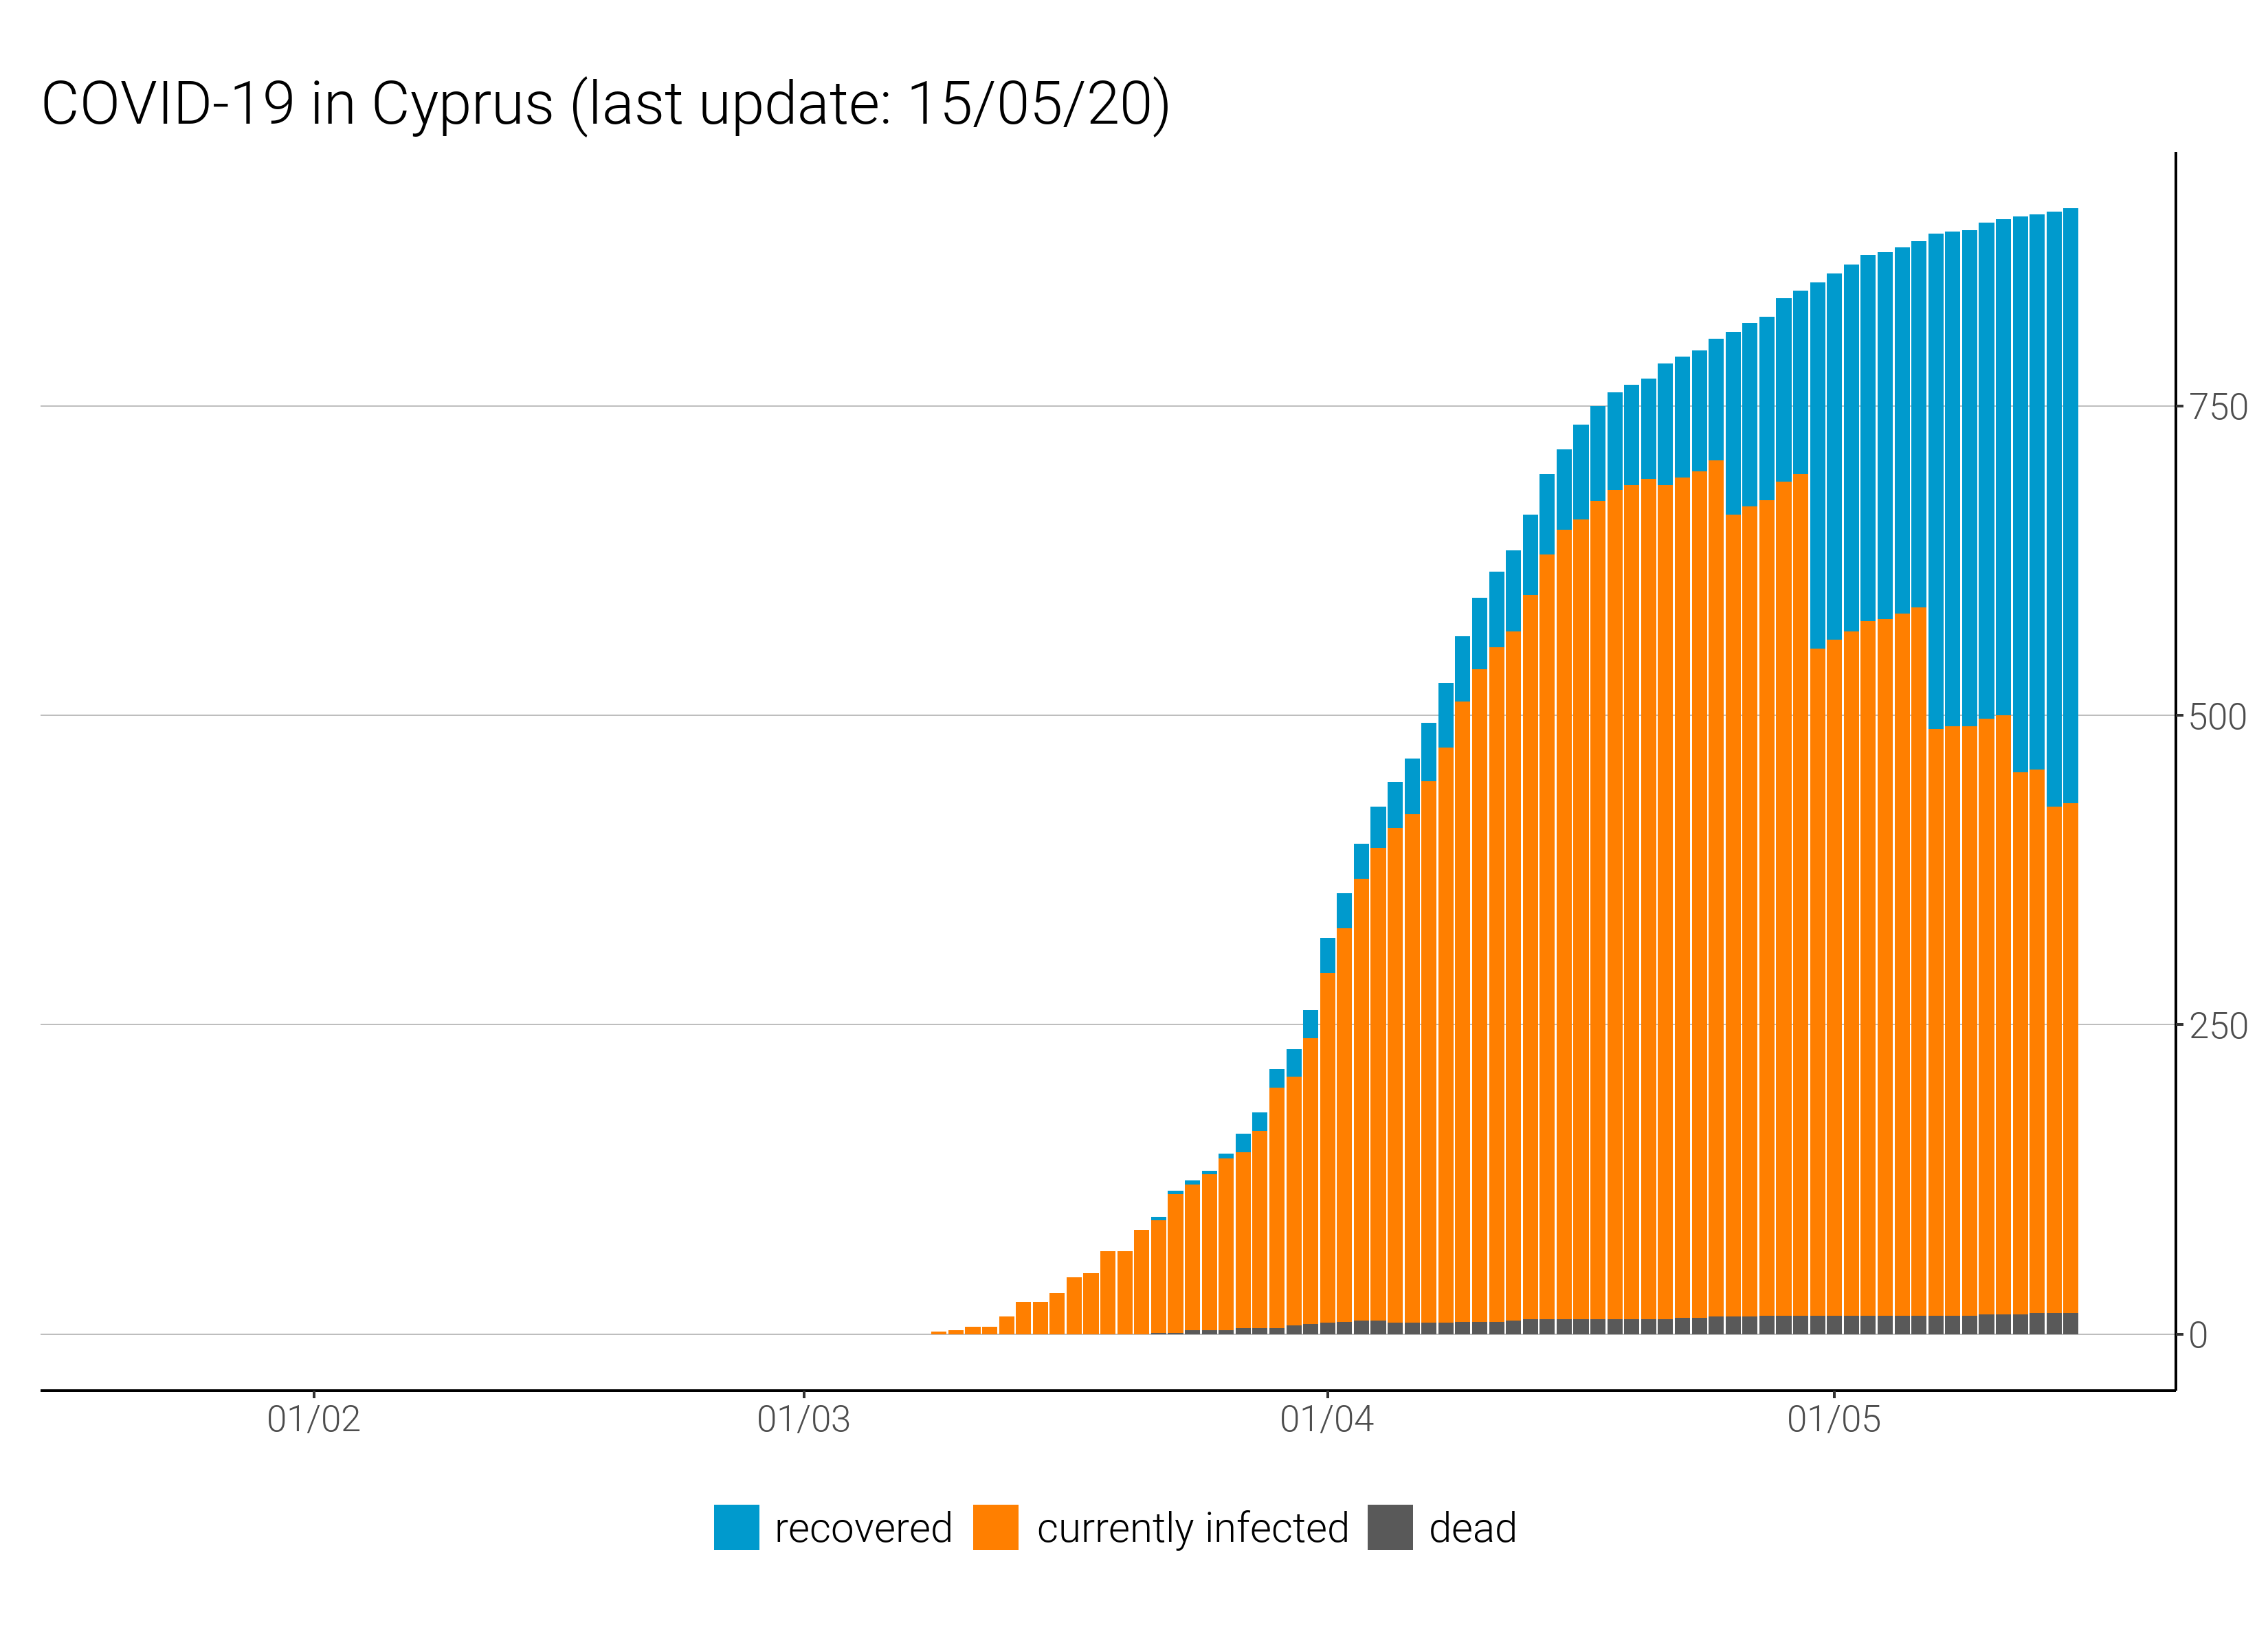 COVID-19 in Cyprus (last update: 15/05/20)
750
500
250
0
01/02 01/03 01/04 01/05
recovered currently infected dead